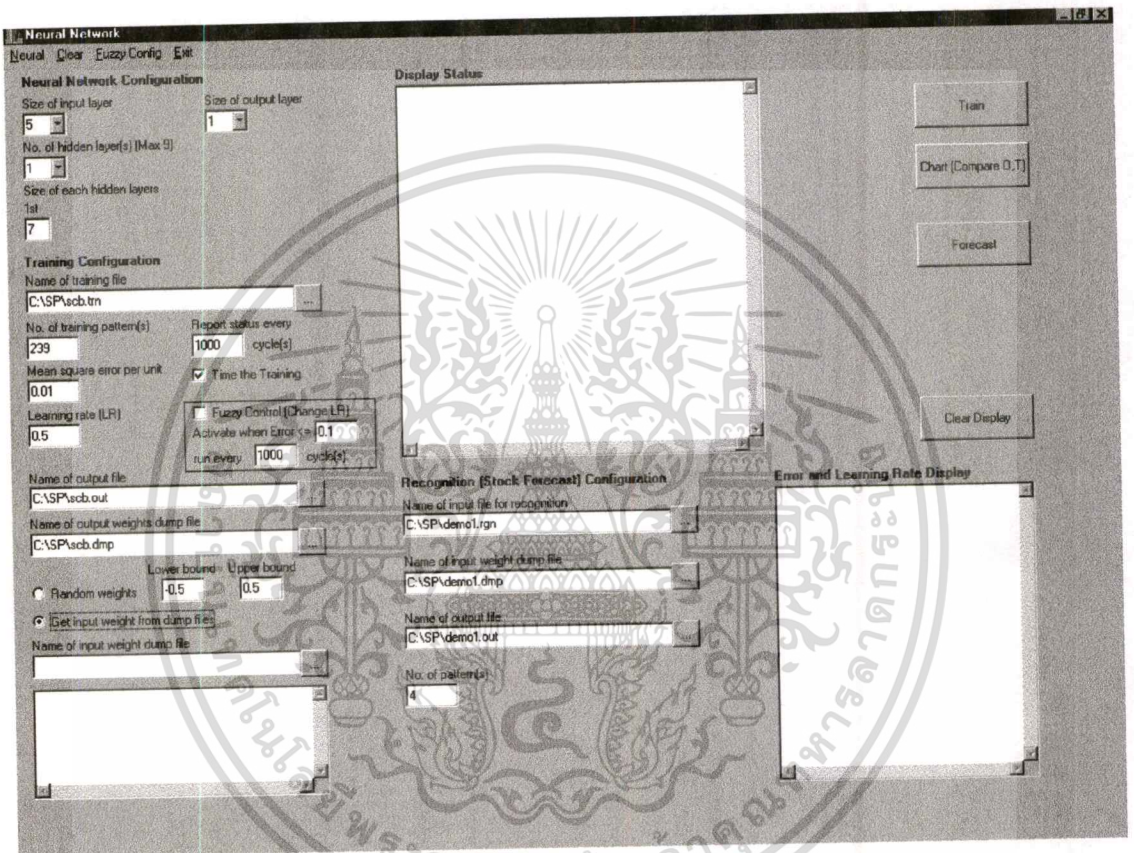 Neural Network
Neural Clear Fuzzy Config Exit
Neural Network Configuration
Size of input layer
Size of output layer
5
1
No. of hidden layer(s) (Max 9)
1
Size of each hidden layers
1st
7
Training Configuration
Name of training file
C:\SP\scb.trn
...
No. of training pattern(s)
Report status every
239
1000 cycle(s)
Mean square error per unit
Time the Training
0.01
Learning rate (LR)
0.5
Fuzzy Control (Change LR)
Activate when Error <= 0.1
run every 1000 cycle(s)
Name of output file
C:\SP\scb.out
...
Name of output weights dump file
C:\SP\scb.dmp
...
Lower bound
Upper bound
Random weights
-0.5
0.5
Get input weight from dump files
Name of input weight dump file
...
Display Status
Recognition (Stock Forecast) Configuration
Name of input file for recognition
C:\SP\demo1.rgn
...
Name of input weight dump file
C:\SP\demo1.dmp
...
Name of output file
C:\SP\demo1.out
...
No. of pattern(s)
4
Train
Chart (Compare O,T)
Forecast
Clear Display
Error and Learning Rate Display